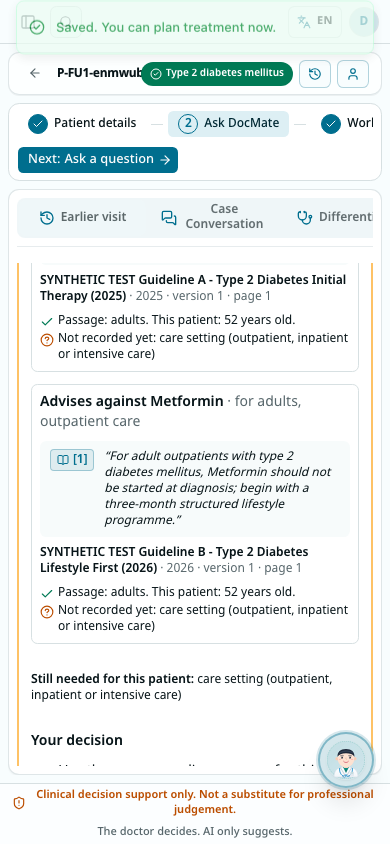 Saved. You can plan treatment now.
EN
D
P-FU1-enmwub
Type 2 diabetes mellitus
Patient details
2 Ask DocMate
Next: Ask a question →
Earlier visit
Case
Conversation
SYNTHETIC TEST Guideline A - Type 2 Diabetes Initial
Therapy (2025) · 2025 · version 1 · page 1
Passage: adults. This patient: 52 years old.
Not recorded yet: care setting (outpatient, inpatient
or intensive care)
Advises against Metformin · for adults,
outpatient care
[1]
“For adult outpatients with type 2
diabetes mellitus, Metformin should not
be started at diagnosis; begin with a
three-month structured lifestyle
programme.”
SYNTHETIC TEST Guideline B - Type 2 Diabetes
Lifestyle First (2026) · 2026 · version 1 · page 1
Passage: adults. This patient: 52 years old.
Not recorded yet: care setting (outpatient, inpatient
or intensive care)
Still needed for this patient: care setting (outpatient,
inpatient or intensive care)
Your decision
Clinical decision support only. Not a substitute for professional
judgement.
The doctor decides. AI only suggests.